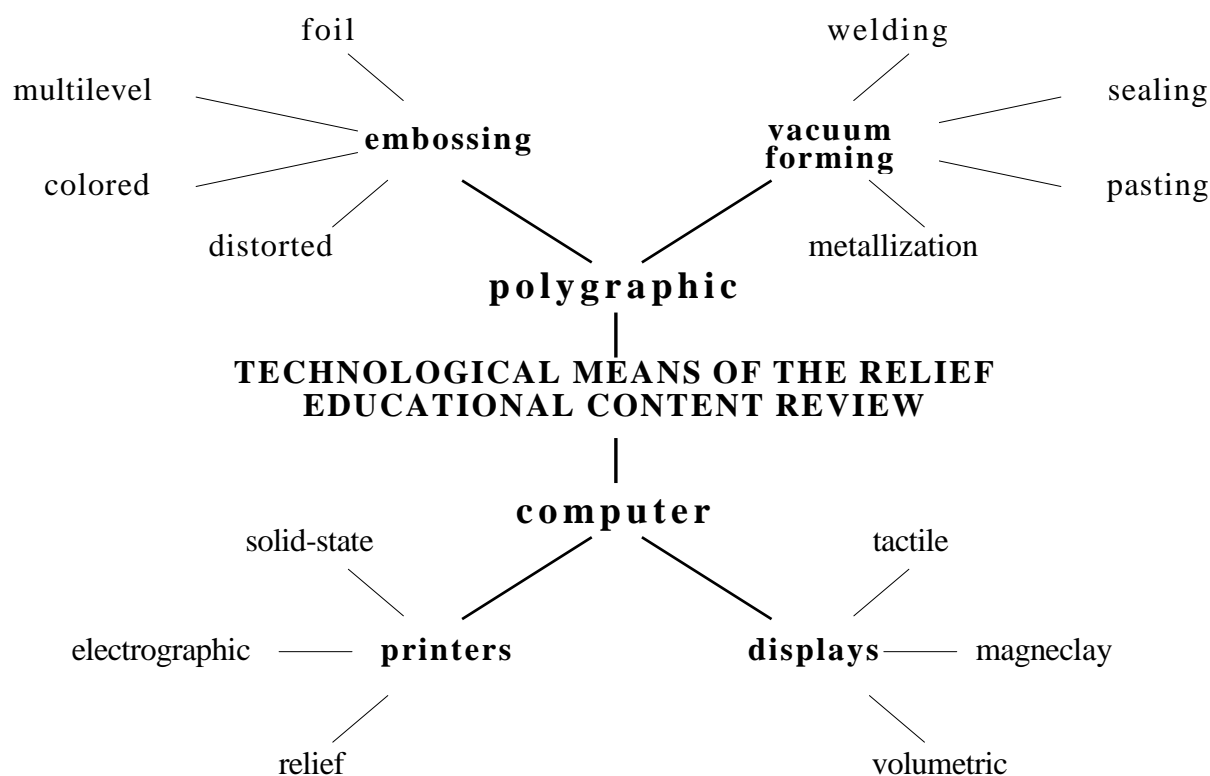 foil
welding
multilevel
sealing
embossing
vacuum
forming
colored
pasting
distorted
metallization
polygraphic
TECHNOLOGICAL MEANS OF THE RELIEF
EDUCATIONAL CONTENT REVIEW
computer
solid-state
tactile
electrographic
printers
displays
magneclay
relief
volumetric